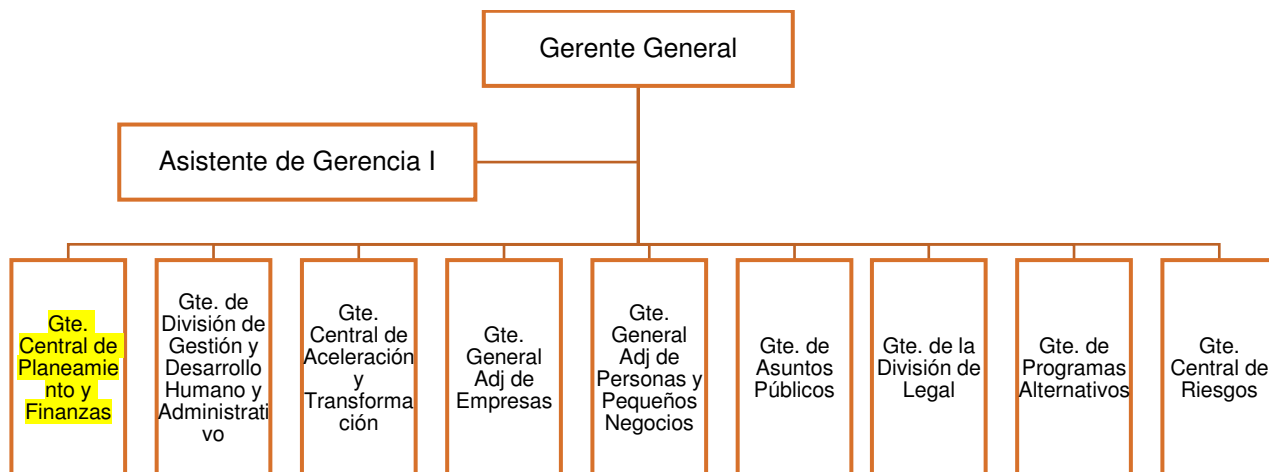 Gerente General
Asistente de Gerencia I
Gte.
Central de
Planeamie
nto y
Finanzas
Gte. de
División de
Gestión y
Desarrollo
Humano y
Administrati
vo
Gte.
Central de
Aceleración
y
Transforma
ción
Gte.
General
Adj de
Empresas
Gte.
General
Adj de
Personas y
Pequeños
Negocios
Gte. de
Asuntos
Públicos
Gte. de la
División de
Legal
Gte. de
Programas
Alternativos
Gte.
Central de
Riesgos